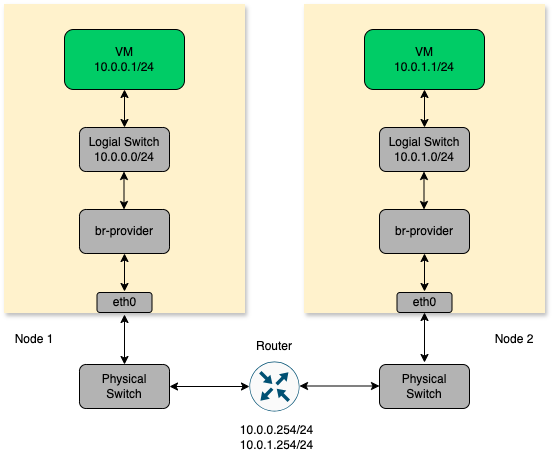 VM
10.0.0.1/24
Logial Switch
10.0.0.0/24
br-provider
eth0
Node 1
Physical
Switch
VM
10.0.1.1/24
Logial Switch
10.0.1.0/24
br-provider
eth0
Node 2
Physical
Switch
Router
10.0.0.254/24
10.0.1.254/24